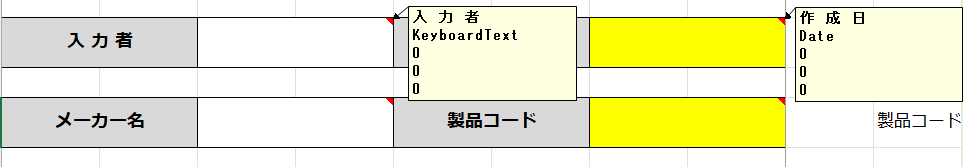 入 力 者
入 力 者
KeyboardText
0
0
0
作 成 日
Date
0
0
0
メーカー名
製品コード
製品コード